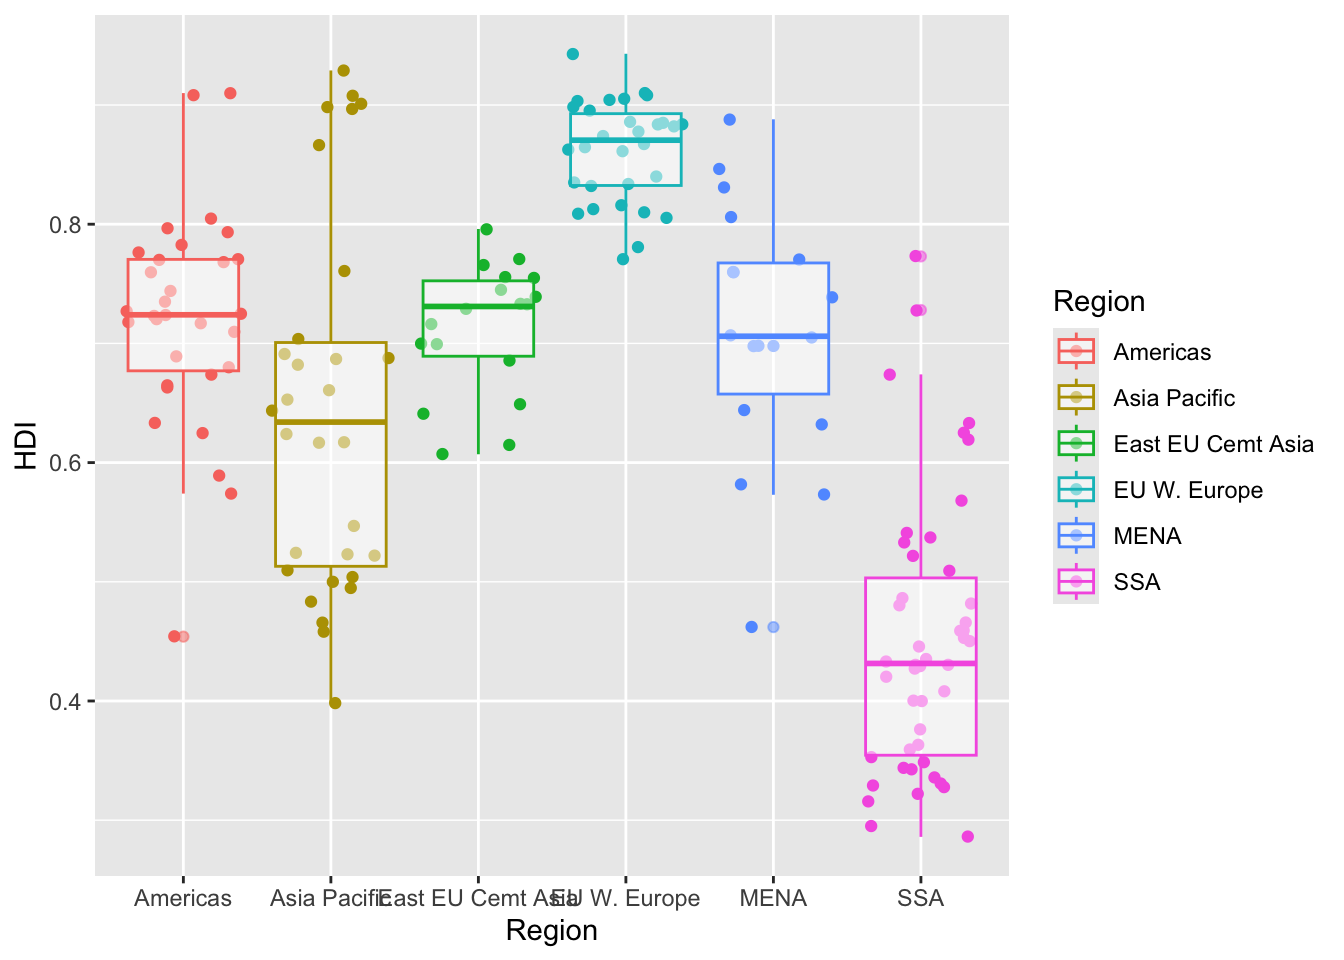 HDI
0.8
0.6
0.4
Americas
Asia Pacific
East EU Cemt Asia
EU W. Europe
MENA
SSA
Region
Region
Americas
Asia Pacific
East EU Cemt Asia
EU W. Europe
MENA
SSA